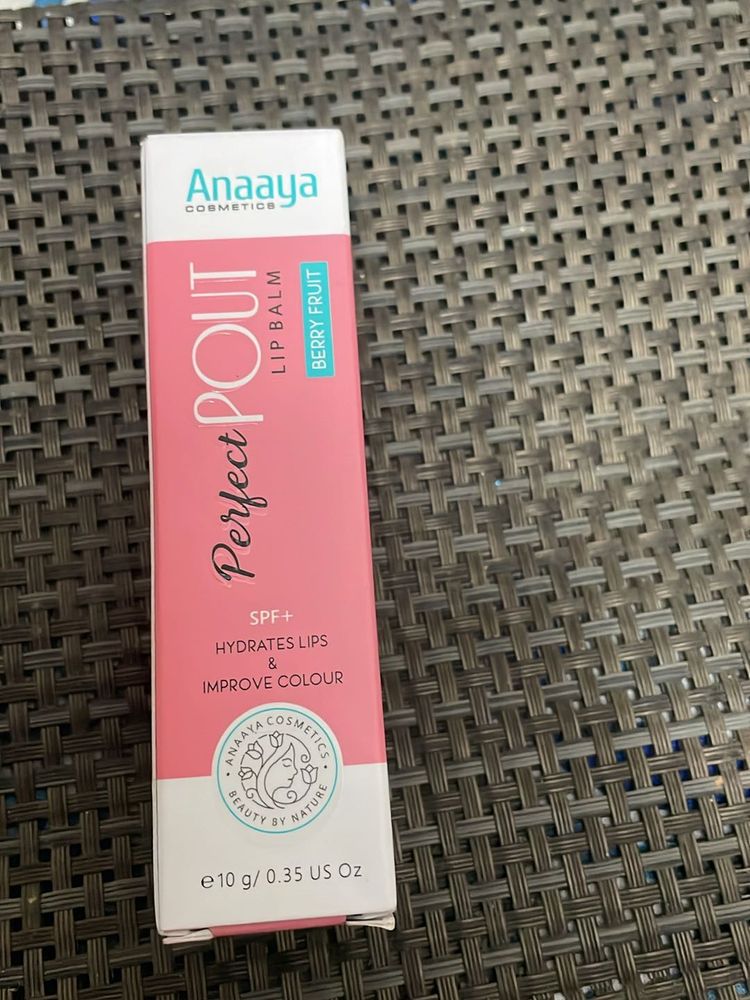 Anaaya
COSMETICS
Perfect POUT
LIP BALM
BERRY FRUIT
SPF+
HYDRATES LIPS
&
IMPROVE COLOUR
• ANAAYA COSMETICS •
BEAUTY BY NATURE
℮10 g/ 0.35 US Oz